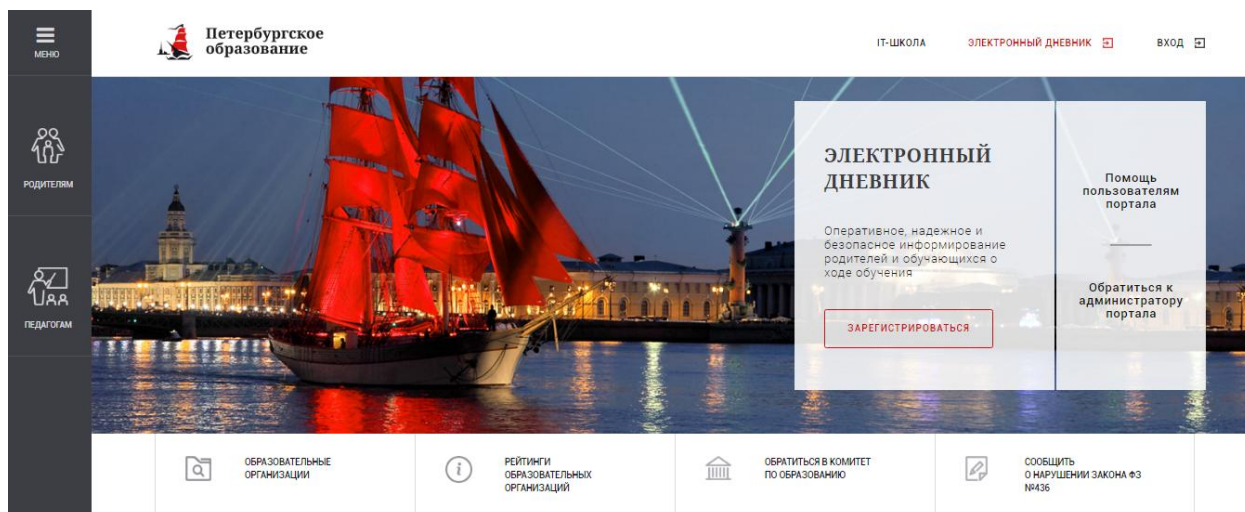 МЕНЮ
РОДИТЕЛЯМ
ПЕДАГОГАМ
Петербургское
образование
IT-ШКОЛА
ЭЛЕКТРОННЫЙ ДНЕВНИК
ВХОД
ЭЛЕКТРОННЫЙ
ДНЕВНИК
Оперативное, надежное и
безопасное информирование
родителей и обучающихся о
ходе обучения
ЗАРЕГИСТРИРОВАТЬСЯ
Помощь
пользователям
портала
Обратиться к
администратору
портала
ОБРАЗОВАТЕЛЬНЫЕ
ОРГАНИЗАЦИИ
РЕЙТИНГИ
ОБРАЗОВАТЕЛЬНЫХ
ОРГАНИЗАЦИЙ
ОБРАТИТЬСЯ В КОМИТЕТ
ПО ОБРАЗОВАНИЮ
СООБЩИТЬ
О НАРУШЕНИИ ЗАКОНА ФЗ
№436